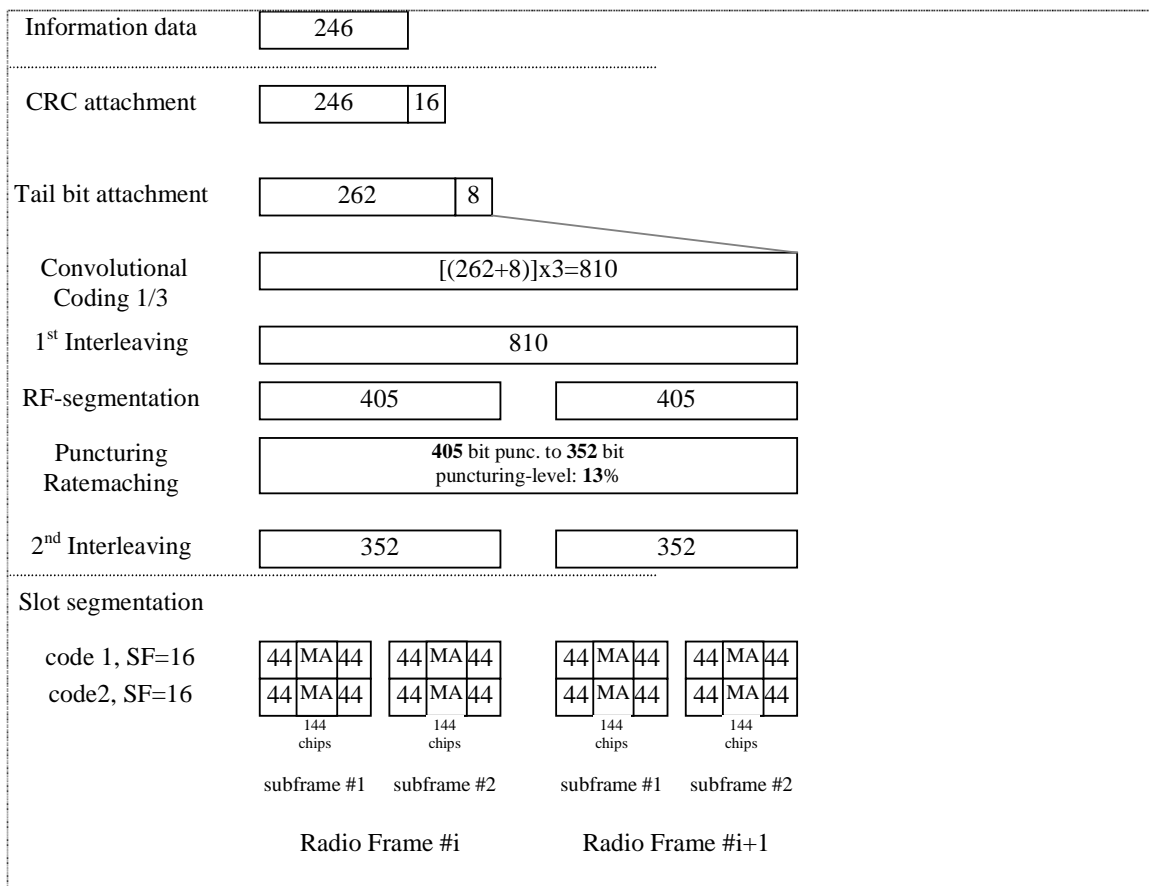 Information data 246
CRC attachment 246 16
Tail bit attachment 262 8
Convolutional
Coding 1/3
[(262+8)]x3=810
1st Interleaving 810
RF-segmentation 405 405
Puncturing
Ratemaching
405 bit punc. to 352 bit
puncturing-level: 13%
2nd Interleaving 352 352
Slot segmentation
code 1, SF=16 44 MA 44 44 MA 44 44 MA 44 44 MA 44
code2, SF=16 44 MA 44 44 MA 44 44 MA 44 44 MA 44
144 144 144 144
chips chips chips chips
subframe #1 subframe #2 subframe #1 subframe #2
Radio Frame #i Radio Frame #i+1